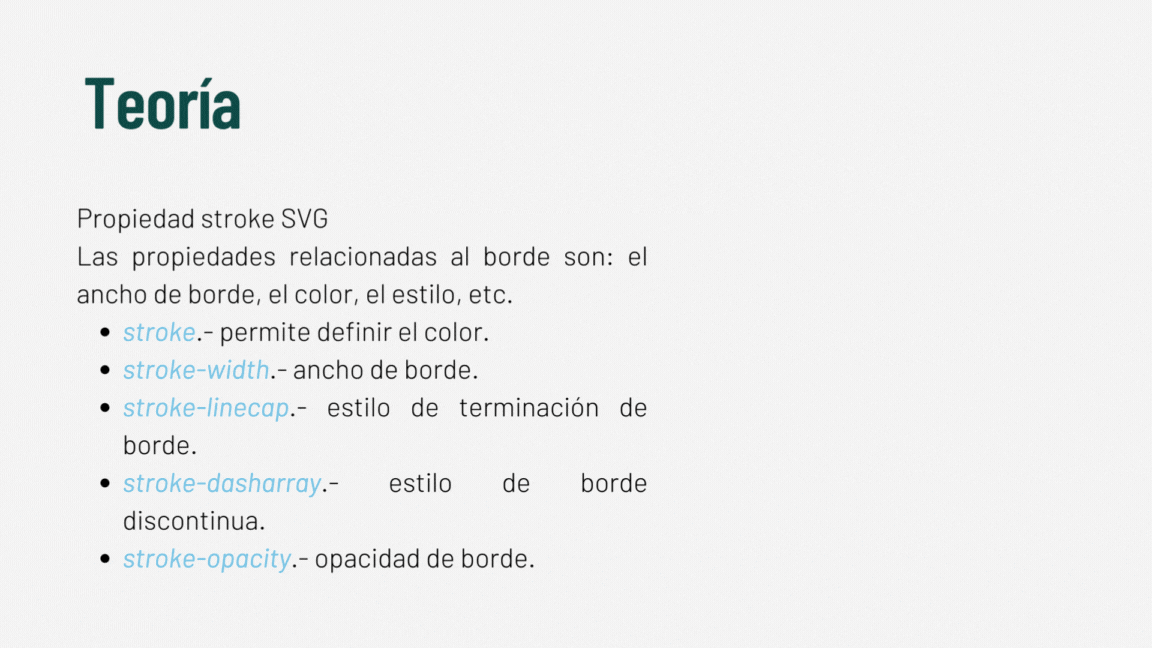 Teoría
Propiedad stroke SVG
Las propiedades relacionadas al borde son: el
ancho de borde, el color, el estilo, etc.
• stroke.- permite definir el color.
• stroke-width.- ancho de borde.
• stroke-linecap.- estilo de terminación de
borde.
• stroke-dasharray.- estilo de borde
discontinua.
• stroke-opacity.- opacidad de borde.